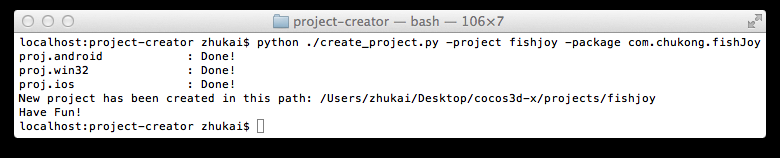 project-creator — bash — 106×7
localhost:project-creator zhukai$ python ./create_project.py -project fishjoy -package com.chukong.fishJoy
proj.android : Done!
proj.win32 : Done!
proj.ios : Done!
New project has been created in this path: /Users/zhukai/Desktop/cocos3d-x/projects/fishjoy
Have Fun!
localhost:project-creator zhukai$